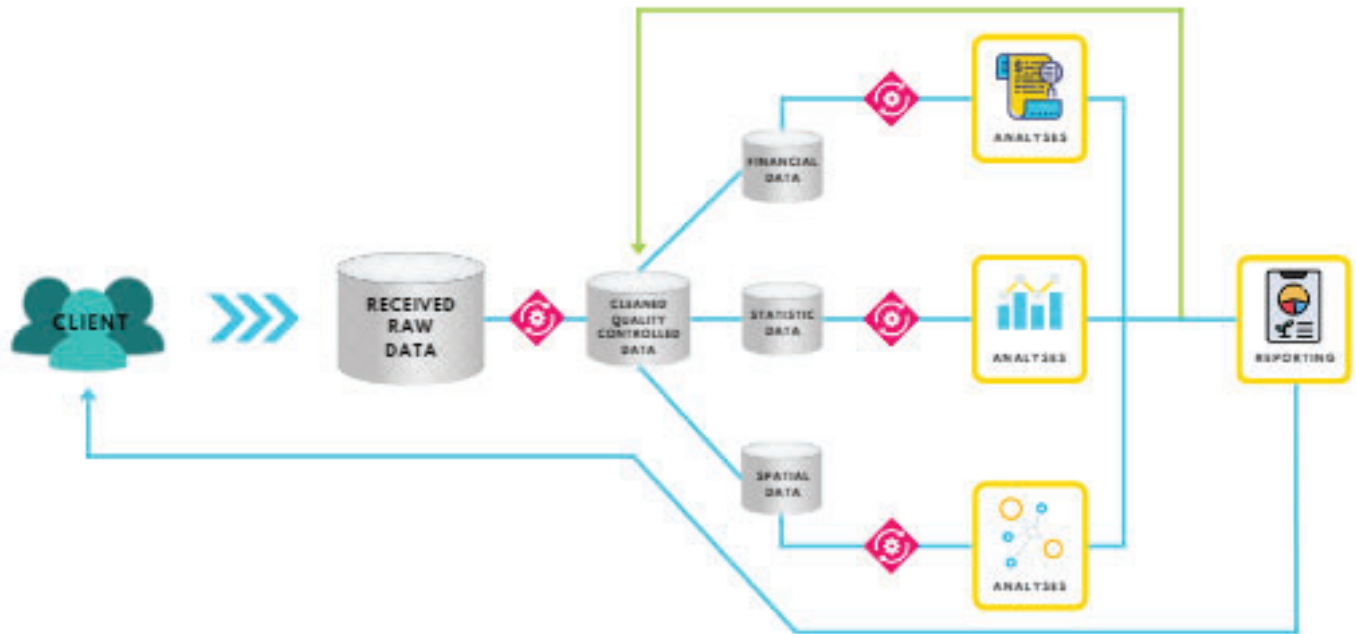 CLIENT
RECEIVED
RAW
DATA
CLEANED
QUALITY
CONTROLLED
DATA
FINANCIAL
DATA
STATISTIC
DATA
SPATIAL
DATA
ANALYSES
ANALYSES
ANALYSES
REPORTING